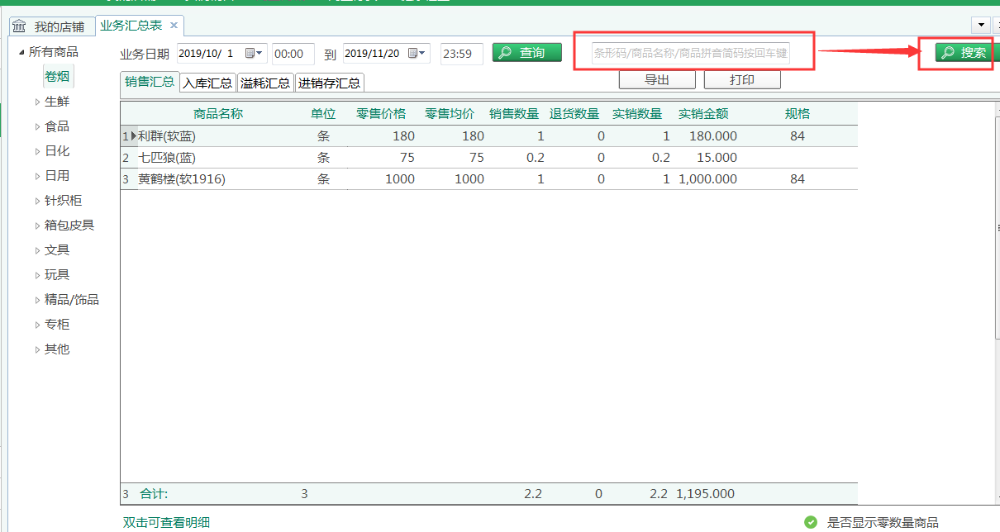 我的店铺 业务汇总表
所有商品
卷烟
生鲜
食品
日化
日用
针织柜
箱包皮具
文具
玩具
精品/饰品
专柜
其他
业务日期 2019/10/ 1 00:00 到 2019/11/20 23:59 查询 条形码/商品名称/商品拼音简码按回车键 搜索
销售汇总 入库汇总 溢耗汇总 进销存汇总 导出 打印
商品名称 单位 零售价格 零售均价 销售数量 退货数量 实销数量 实销金额 规格
1 利群(软蓝) 条 180 180 1 0 1 180.000 84
2 七匹狼(蓝) 条 75 75 0.2 0 0.2 15.000
3 黄鹤楼(软1916) 条 1000 1000 1 0 1 1,000.000 84
3 合计: 3 2.2 0 2.2 1,195.000
双击可查看明细 是否显示零数量商品